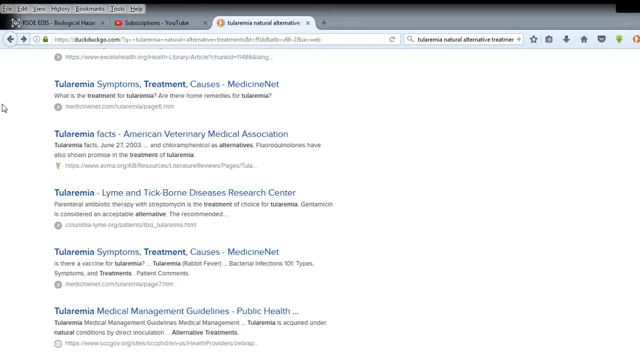 File Edit View History Bookmarks Tools Help
RSOE EDIS - Biological Hazar
Subscriptions - YouTube
tularemia natural alternative
https://duckduckgo.com/?q=tularemia+natural+alternative+treatments&t=ffsb&atb=v66-2&ia=web
tularemia natural alternative treatmer
https://www.excelahealth.org/Health-Library/Article?chunkid=11486&lang...
Tularemia Symptoms, Treatment, Causes - MedicineNet
What is the treatment for tularemia? Are there home remedies for tularemia?
medicinenet.com/tularemia/page6.htm
Tularemia facts - American Veterinary Medical Association
Tularemia facts. June 27, 2003. ... and chloramphenicol as alternatives. Fluoroquinolones have
also shown promise in the treatment of tularemia.
https://www.avma.org/KB/Resources/LiteratureReviews/Pages/Tula...
Tularemia - Lyme and Tick-Borne Diseases Research Center
Parenteral antibiotic therapy with streptomycin is the treatment of choice for tularemia. Gentamicin
is considered an acceptable alternative. The recommended ...
columbia-lyme.org/patients/tbd_tularemia.html
Tularemia Symptoms, Treatment, Causes - MedicineNet
Is there a vaccine for tularemia? ... Tularemia (Rabbit Fever) ... Bacterial Infections 101: Types,
Symptoms, and Treatments . Patient Comments.
medicinenet.com/tularemia/page7.htm
Tularemia Medical Management Guidelines - Public Health ...
Tularemia Medical Management Guidelines Medical Management ... Tularemia is acquired under
natural conditions by direct inoculation ... Alternative Treatments.
https://www.sccgov.org/sites/sccphd/en-us/HealthProviders/zebrap...